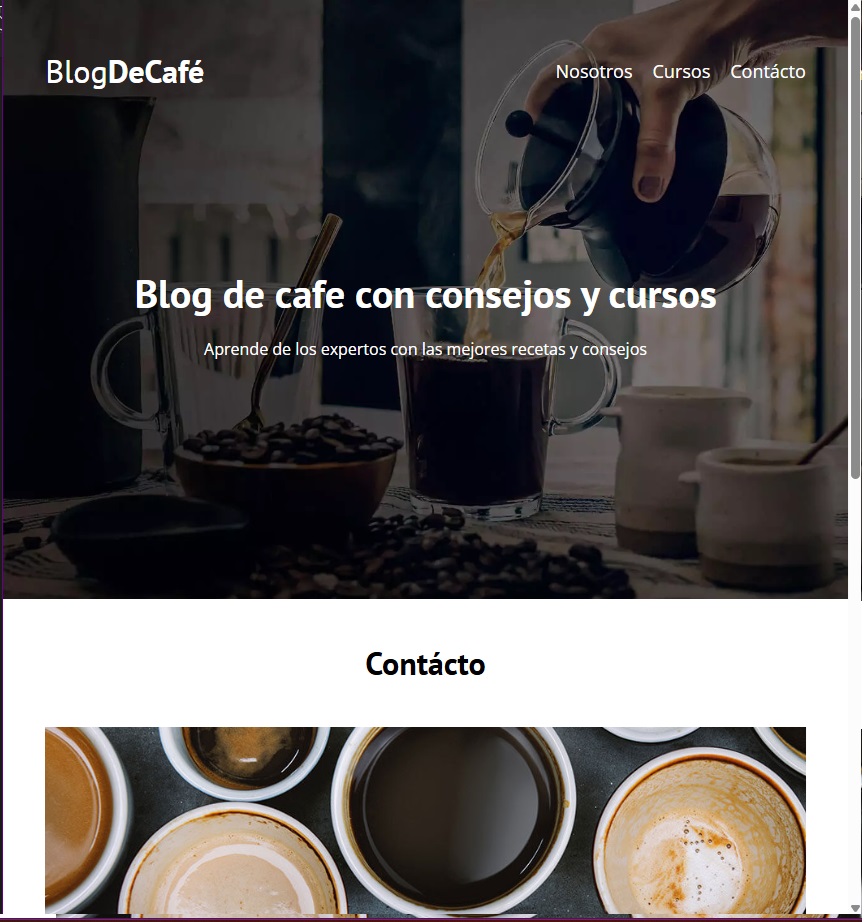 BlogDeCafé
Nosotros Cursos Contácto
Blog de cafe con consejos y cursos
Aprende de los expertos con las mejores recetas y consejos
Contácto